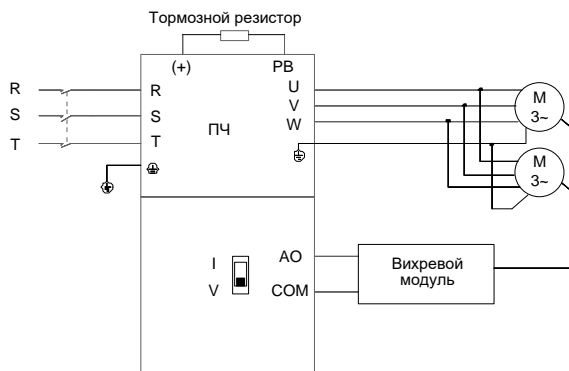 Тормозной резистор
(+) PB
R R U
V
S S W
T T
ПЧ
M
3~
M
3~
I AO
V COM
Вихревой
модуль